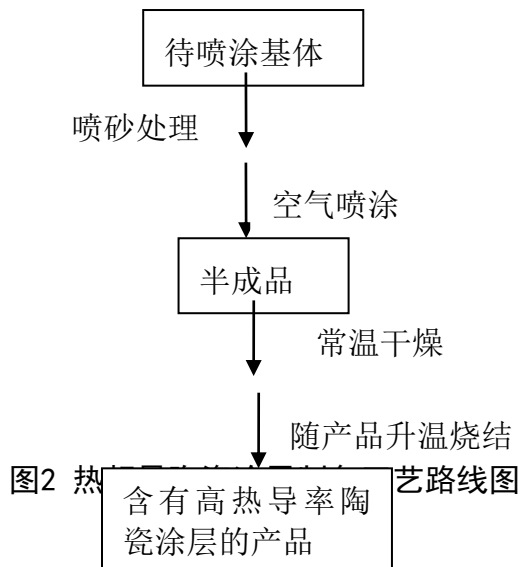 待喷涂基体
喷砂处理
空气喷涂
半成品
常温干燥
随产品升温烧结
图2 热
艺路线图
含有高热导率陶
瓷涂层的产品